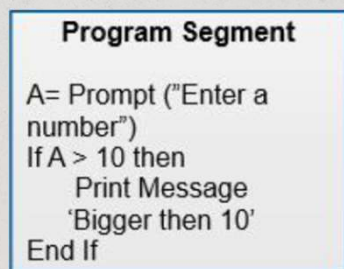 Program Segment
A= Prompt ("Enter a
number")
If A > 10 then
Print Message
‘Bigger then 10’
End If